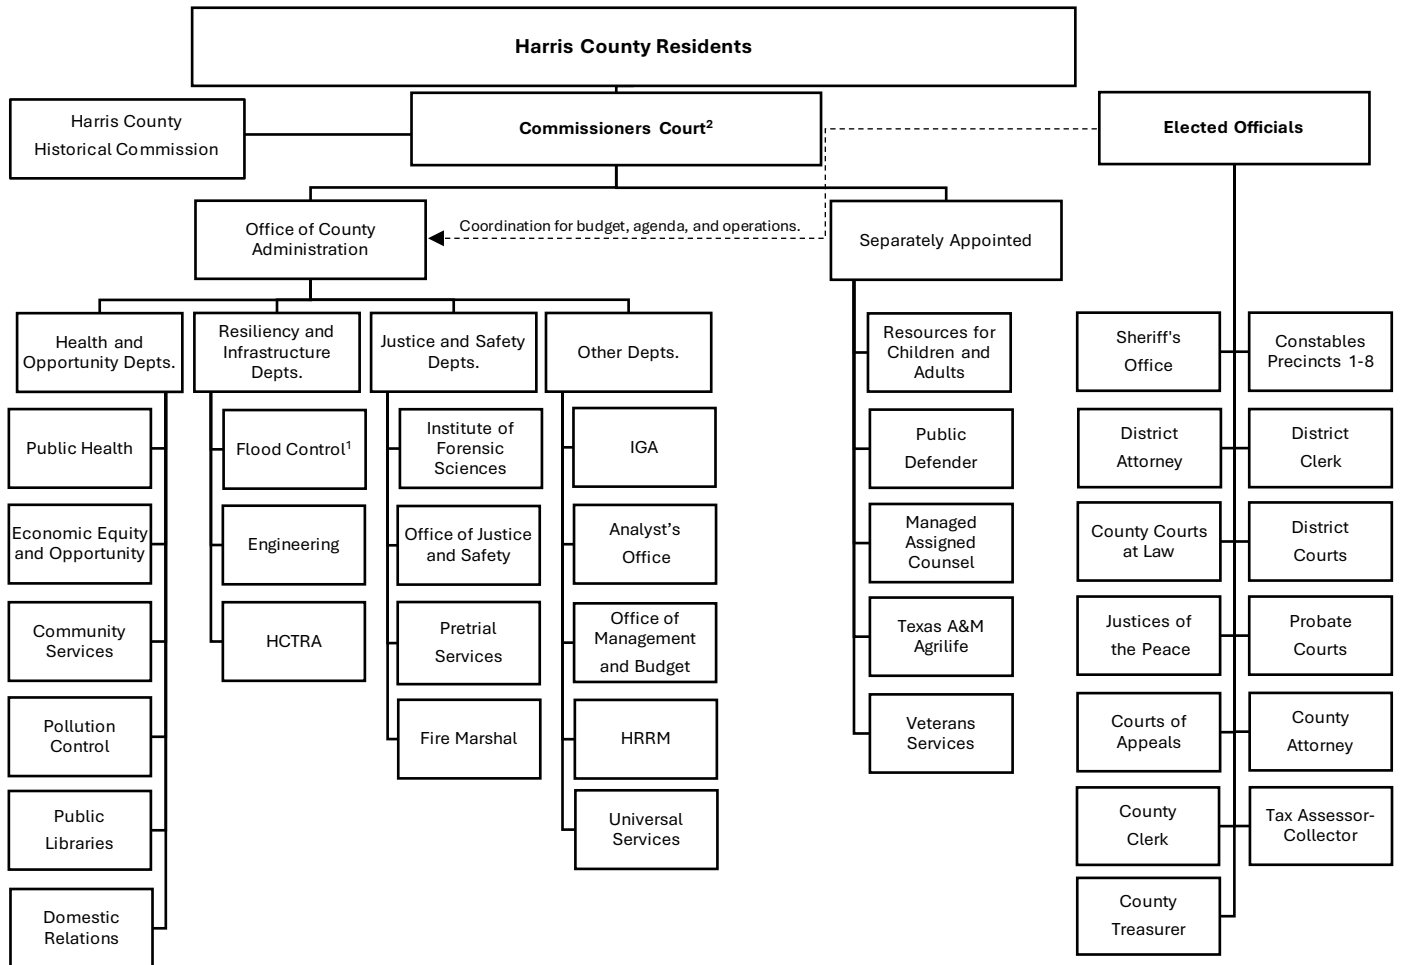 Harris County Residents
Harris County
Historical Commission
Commissioners Court²
Elected Officials
Office of County
Administration
Coordination for budget, agenda, and operations.
Separately Appointed
Health and
Opportunity Depts.
Resiliency and
Infrastructure
Depts.
Justice and Safety
Depts.
Other Depts.
Public Health
Economic Equity
and Opportunity
Community
Services
Pollution
Control
Public
Libraries
Domestic
Relations
Flood Control¹
Engineering
HCTRA
Institute of
Forensic
Sciences
Office of Justice
and Safety
Pretrial
Services
Fire Marshal
IGA
Analyst’s
Office
Office of
Management
and Budget
HRRM
Universal
Services
Resources for
Children and
Adults
Public
Defender
Managed
Assigned
Counsel
Texas A&M
Agrilife
Veterans
Services
Sheriff's
Office
Constables
Precincts 1-8
District
Attorney
District
Clerk
County Courts
at Law
District
Courts
Justices of
the Peace
Probate
Courts
Courts of
Appeals
County
Attorney
County
Clerk
Tax Assessor-
Collector
County
Treasurer